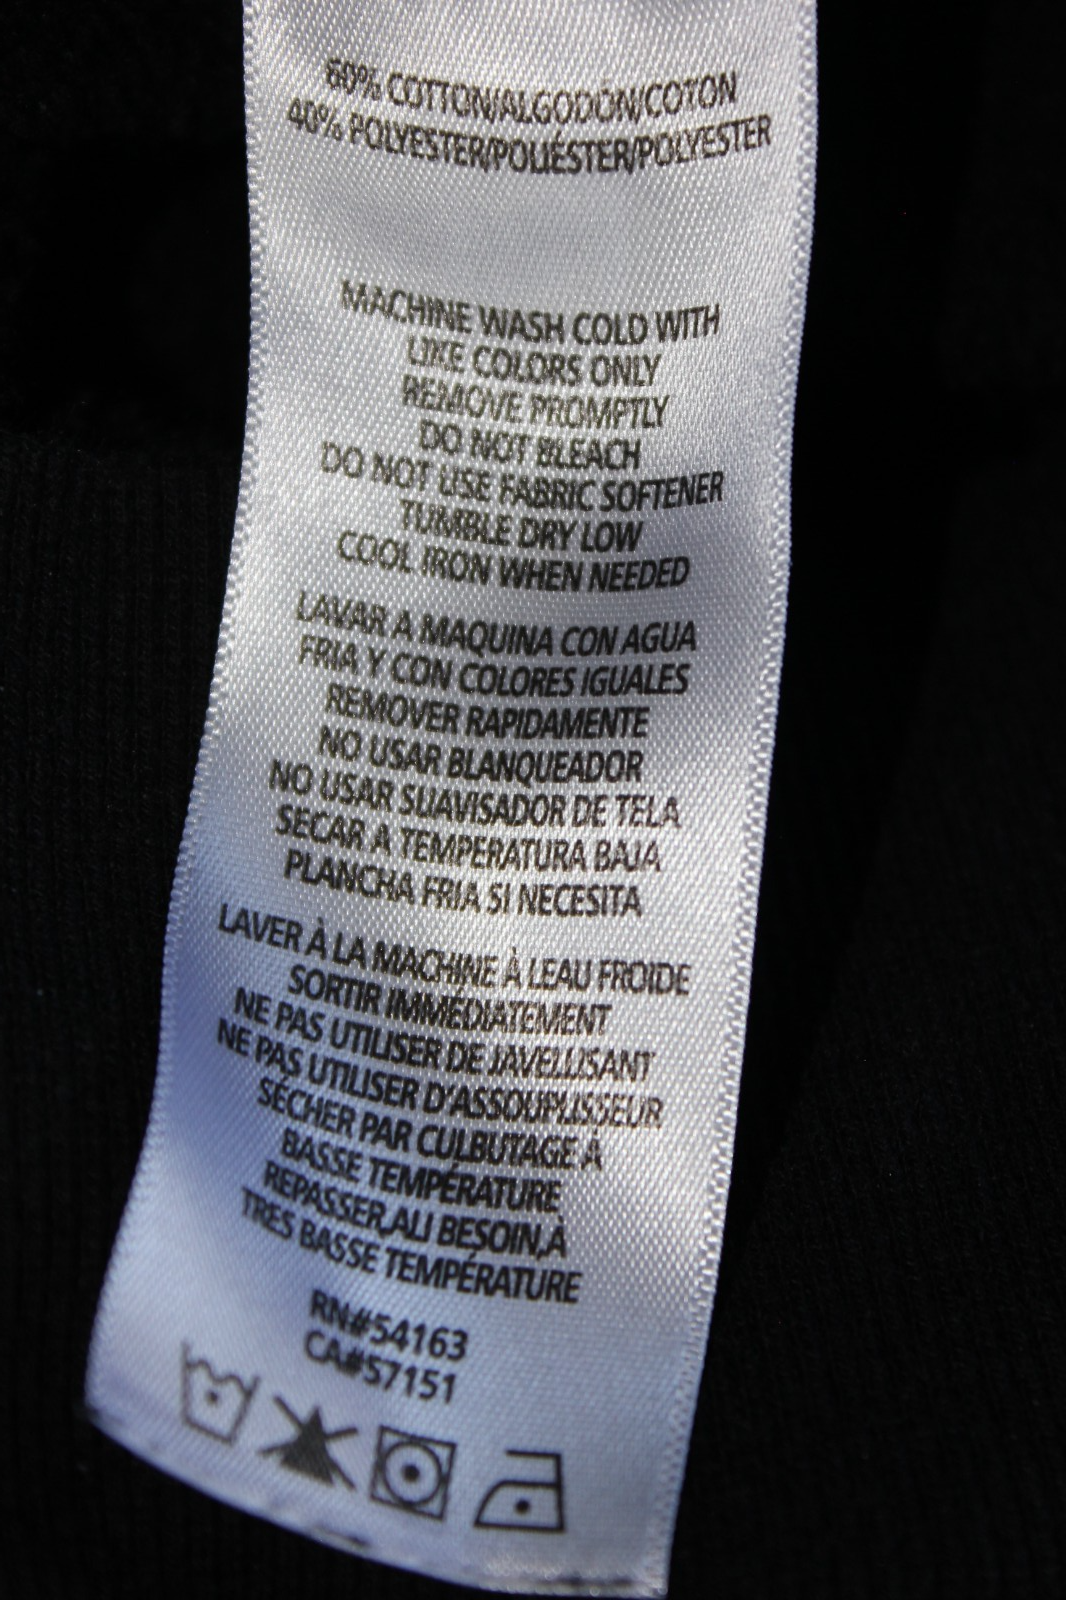 60% COTTON/ALGODÓN/COTON
40% POLYESTER/POLIÉSTER/POLYESTER
MACHINE WASH COLD WITH
LIKE COLORS ONLY
REMOVE PROMPTLY
DO NOT BLEACH
DO NOT USE FABRIC SOFTENER
TUMBLE DRY LOW
COOL IRON WHEN NEEDED
LAVAR A MAQUINA CON AGUA
FRIA Y CON COLORES IGUALES
REMOVER RAPIDAMENTE
NO USAR BLANQUEADOR
NO USAR SUAVISADOR DE TELA
SECAR A TEMPERATURA BAJA
PLANCHA FRIA SI NECESITA
LAVER À LA MACHINE À LEAU FROIDE
SORTIR IMMÉDIATEMENT
NE PAS UTILISER DE JAVELLISANT
NE PAS UTILISER D'ASSOUPLISSEUR
SÉCHER PAR CULBUTAGE À
BASSE TEMPÉRATURE
REPASSER,ALI BESOIN,À
TRES BASSE TEMPÉRATURE
RN#54163
CA#57151